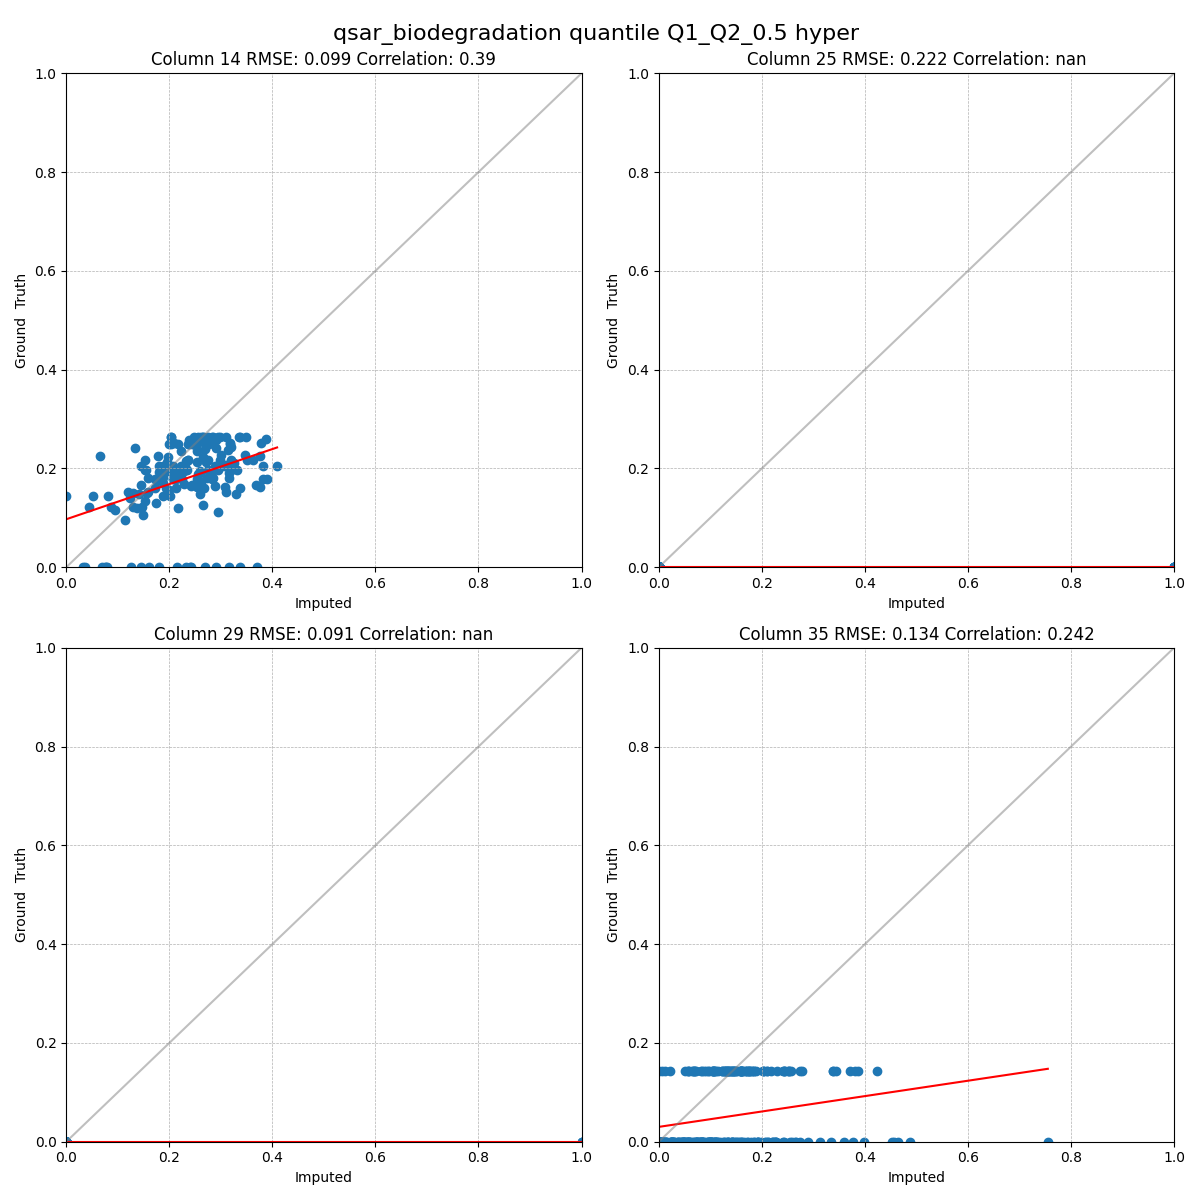 qsar_biodegradation quantile Q1_Q2_0.5 hyper
Column 14 RMSE: 0.099 Correlation: 0.39
1.0
0.8
0.6
0.4
0.2
0.0
Ground Truth
0.0 0.2 0.4 0.6 0.8 1.0
Imputed
Column 25 RMSE: 0.222 Correlation: nan
1.0
0.8
0.6
0.4
0.2
0.0
Ground Truth
0.0 0.2 0.4 0.6 0.8 1.0
Imputed
Column 29 RMSE: 0.091 Correlation: nan
1.0
0.8
0.6
0.4
0.2
0.0
Ground Truth
0.0 0.2 0.4 0.6 0.8 1.0
Imputed
Column 35 RMSE: 0.134 Correlation: 0.242
1.0
0.8
0.6
0.4
0.2
0.0
Ground Truth
0.0 0.2 0.4 0.6 0.8 1.0
Imputed